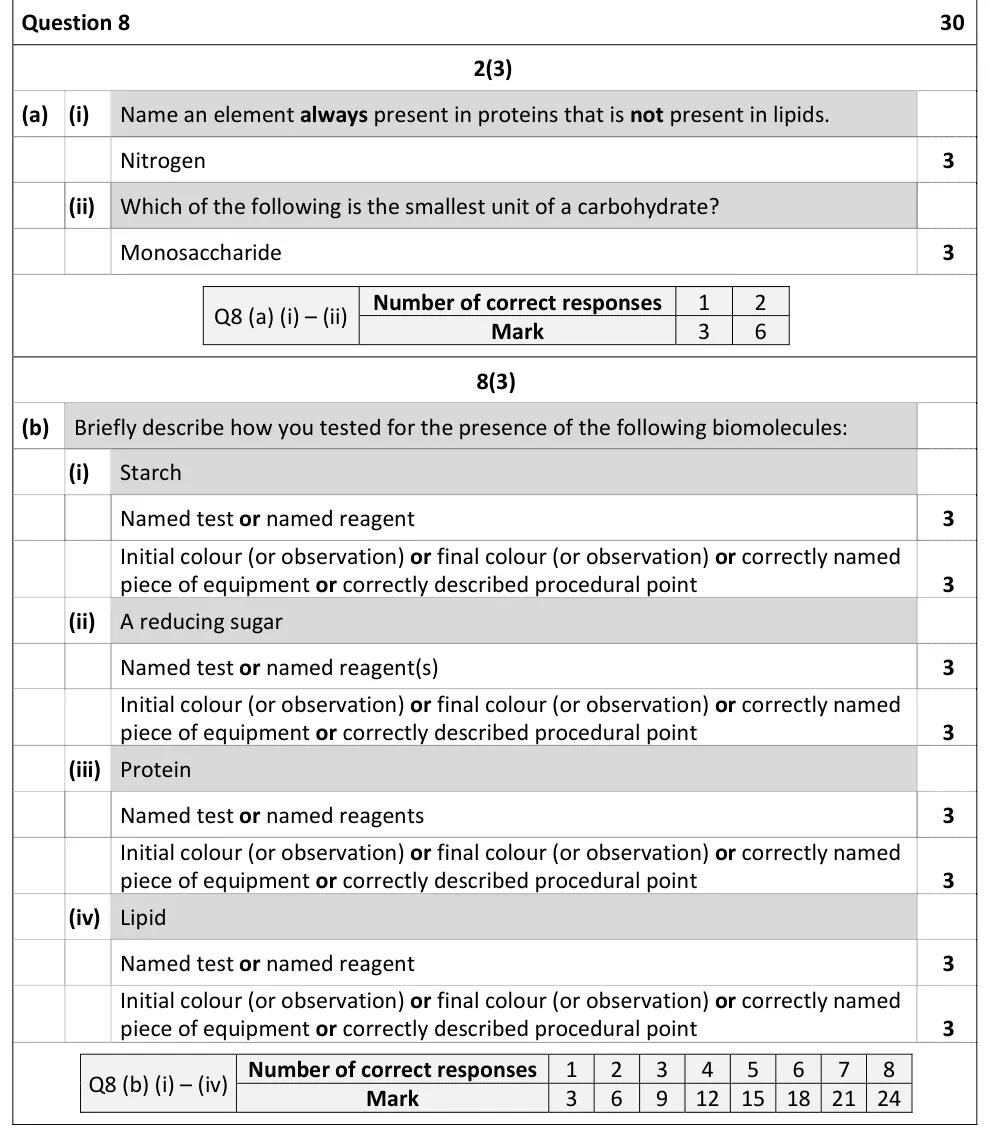 Question 8 30
2(3)
(a) (i) Name an element always present in proteins that is not present in lipids.
Nitrogen 3
(ii) Which of the following is the smallest unit of a carbohydrate?
Monosaccharide 3
Q8 (a) (i) – (ii)
Number of correct responses 1 2
Mark 3 6
8(3)
(b) Briefly describe how you tested for the presence of the following biomolecules:
(i) Starch
Named test or named reagent 3
Initial colour (or observation) or final colour (or observation) or correctly named
piece of equipment or correctly described procedural point 3
(ii) A reducing sugar
Named test or named reagent(s) 3
Initial colour (or observation) or final colour (or observation) or correctly named
piece of equipment or correctly described procedural point 3
(iii) Protein
Named test or named reagents 3
Initial colour (or observation) or final colour (or observation) or correctly named
piece of equipment or correctly described procedural point 3
(iv) Lipid
Named test or named reagent 3
Initial colour (or observation) or final colour (or observation) or correctly named
piece of equipment or correctly described procedural point 3
Q8 (b) (i) – (iv)
Number of correct responses 1 2 3 4 5 6 7 8
Mark 3 6 9 12 15 18 21 24